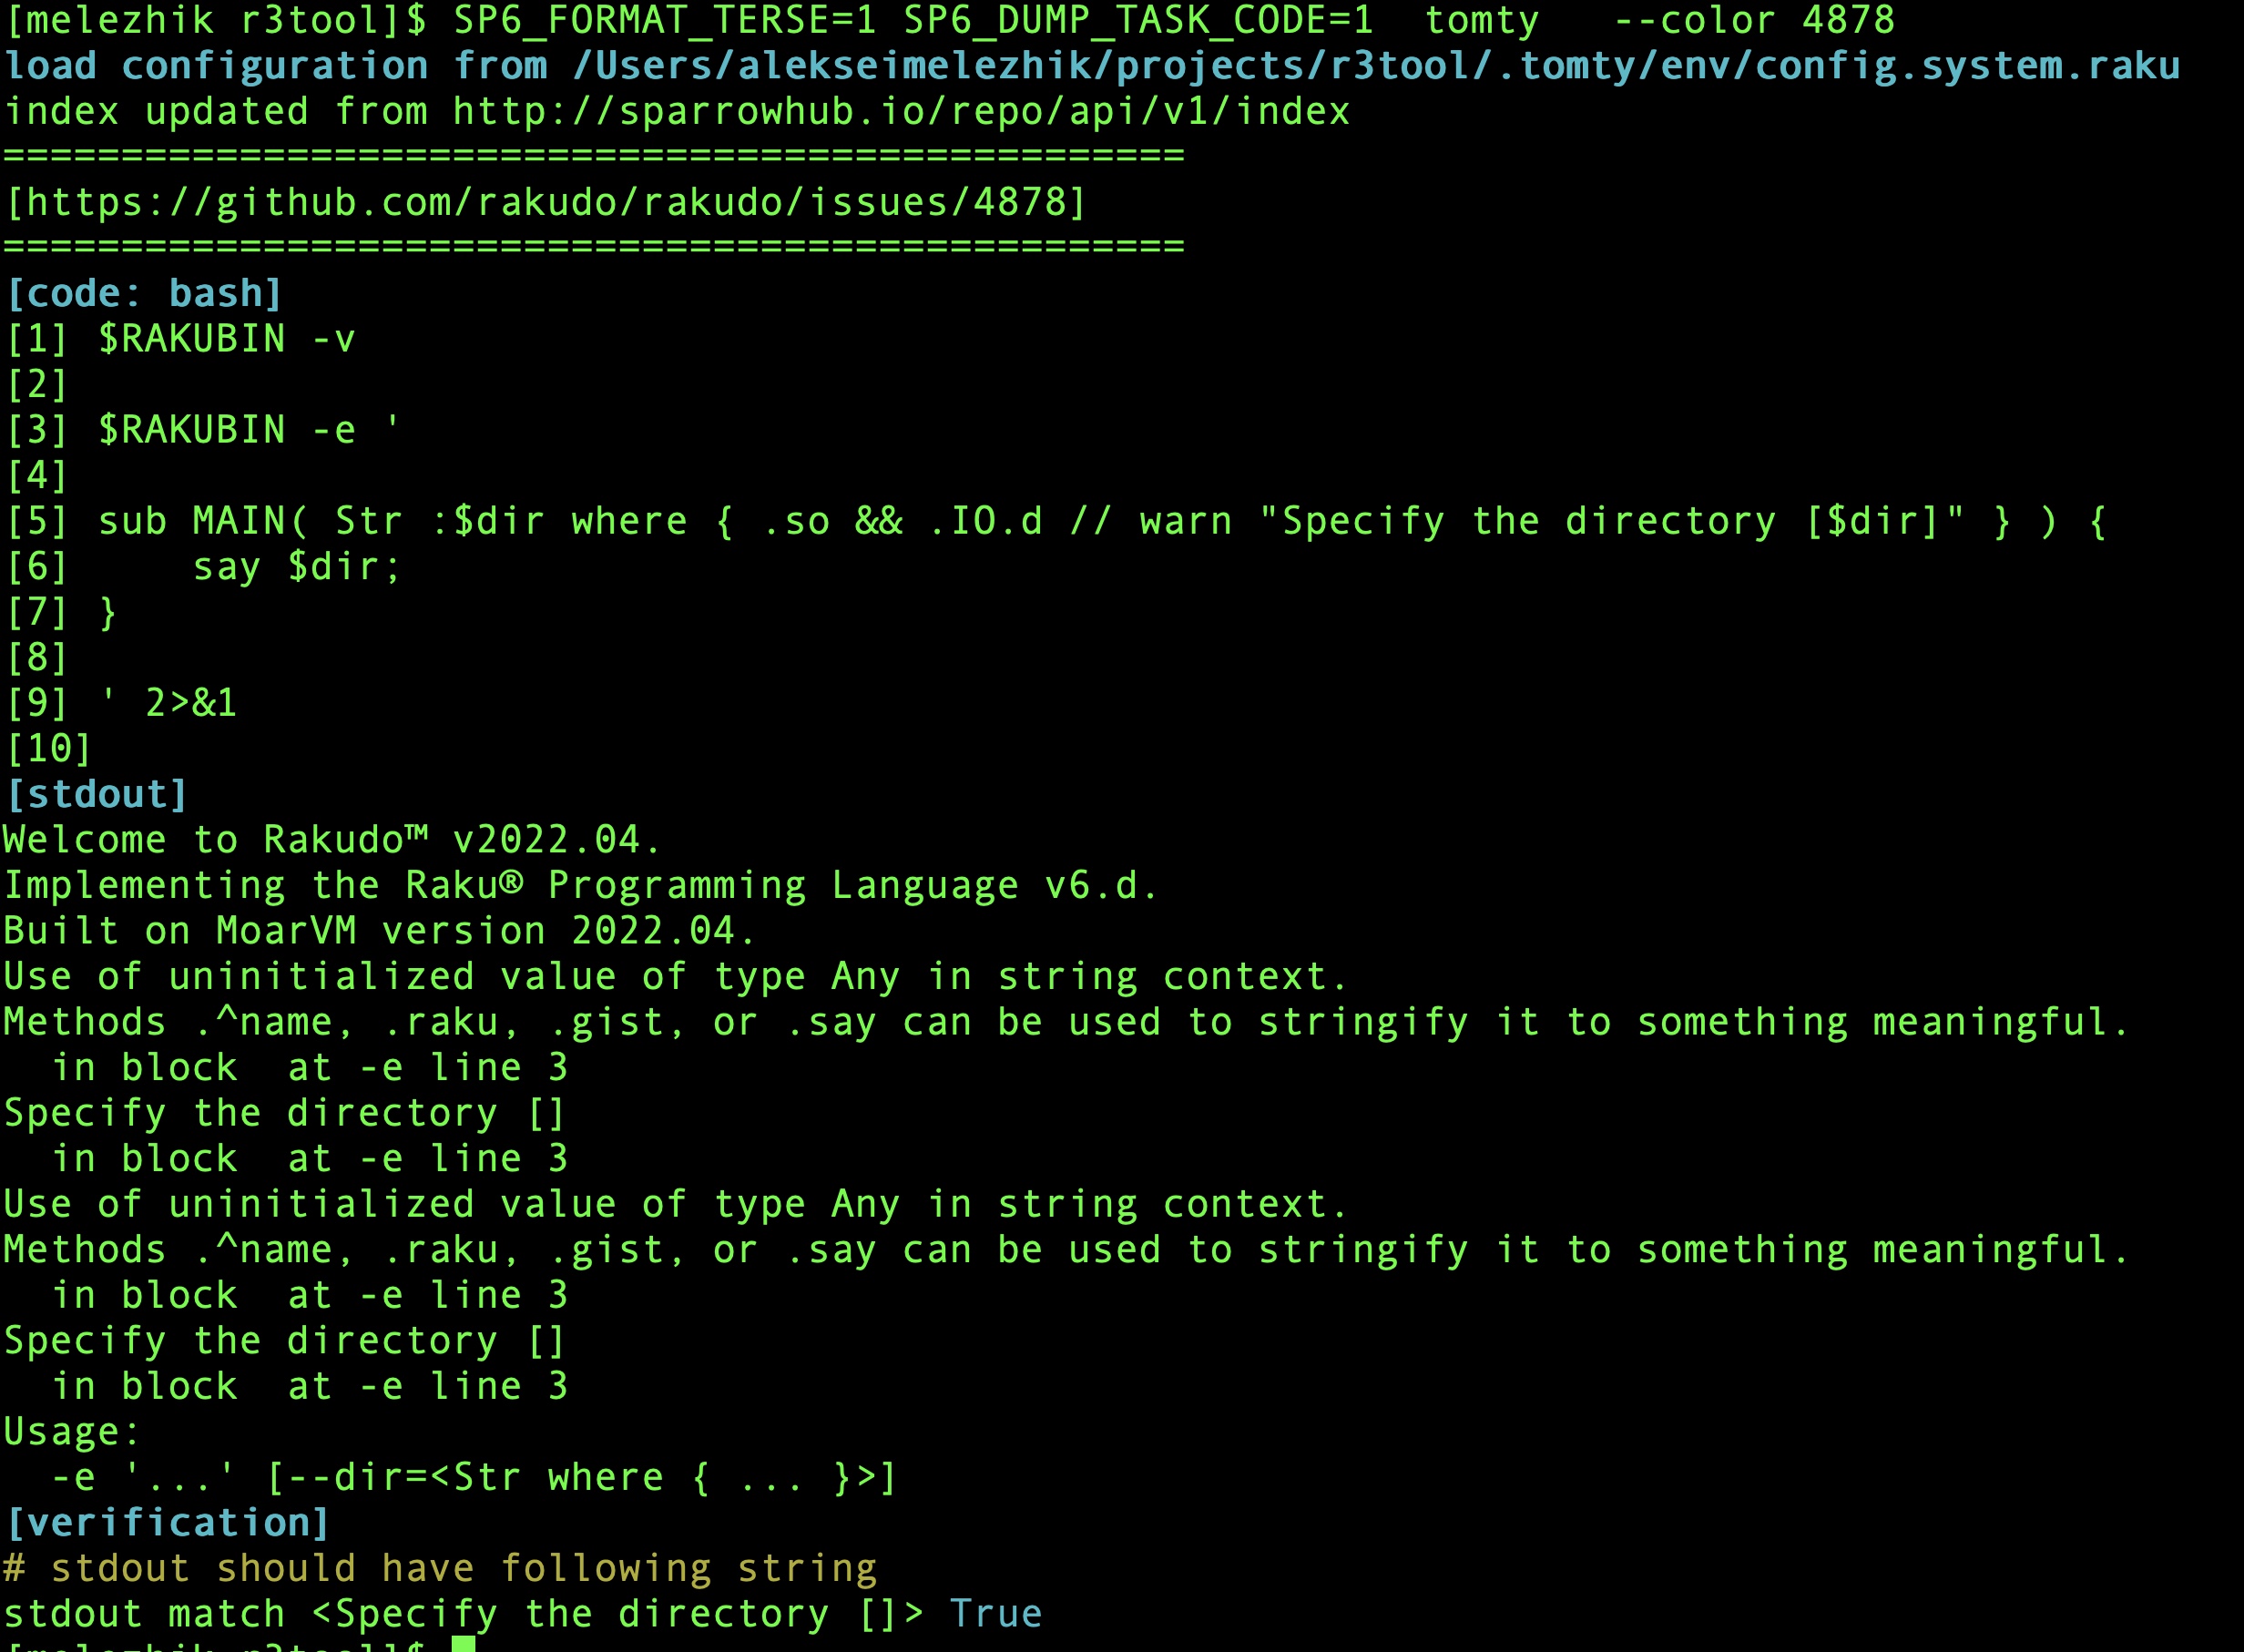 [melezhik r3tool]$ SP6_FORMAT_TERSE=1 SP6_DUMP_TASK_CODE=1  tomty   --color 4878
load configuration from /Users/alekseimelezhik/projects/r3tool/.tomty/env/config.system.raku
index updated from http://sparrowhub.io/repo/api/v1/index
==================================================
[https://github.com/rakudo/rakudo/issues/4878]
==================================================
[code: bash]
[1] $RAKUBIN -v
[2]
[3] $RAKUBIN -e '
[4]
[5] sub MAIN( Str :$dir where { .so && .IO.d // warn "Specify the directory [$dir]" } ) {
[6]     say $dir;
[7] }
[8]
[9] ' 2>&1
[10]
[stdout]
Welcome to Rakudo™ v2022.04.
Implementing the Raku® Programming Language v6.d.
Built on MoarVM version 2022.04.
Use of uninitialized value of type Any in string context.
Methods .^name, .raku, .gist, or .say can be used to stringify it to something meaningful.
  in block  at -e line 3
Specify the directory []
  in block  at -e line 3
Use of uninitialized value of type Any in string context.
Methods .^name, .raku, .gist, or .say can be used to stringify it to something meaningful.
  in block  at -e line 3
Specify the directory []
  in block  at -e line 3
Usage:
  -e '...' [--dir=<Str where { ... }>]
[verification]
# stdout should have following string
stdout match <Specify the directory []> True
[melezhik r3tool]$